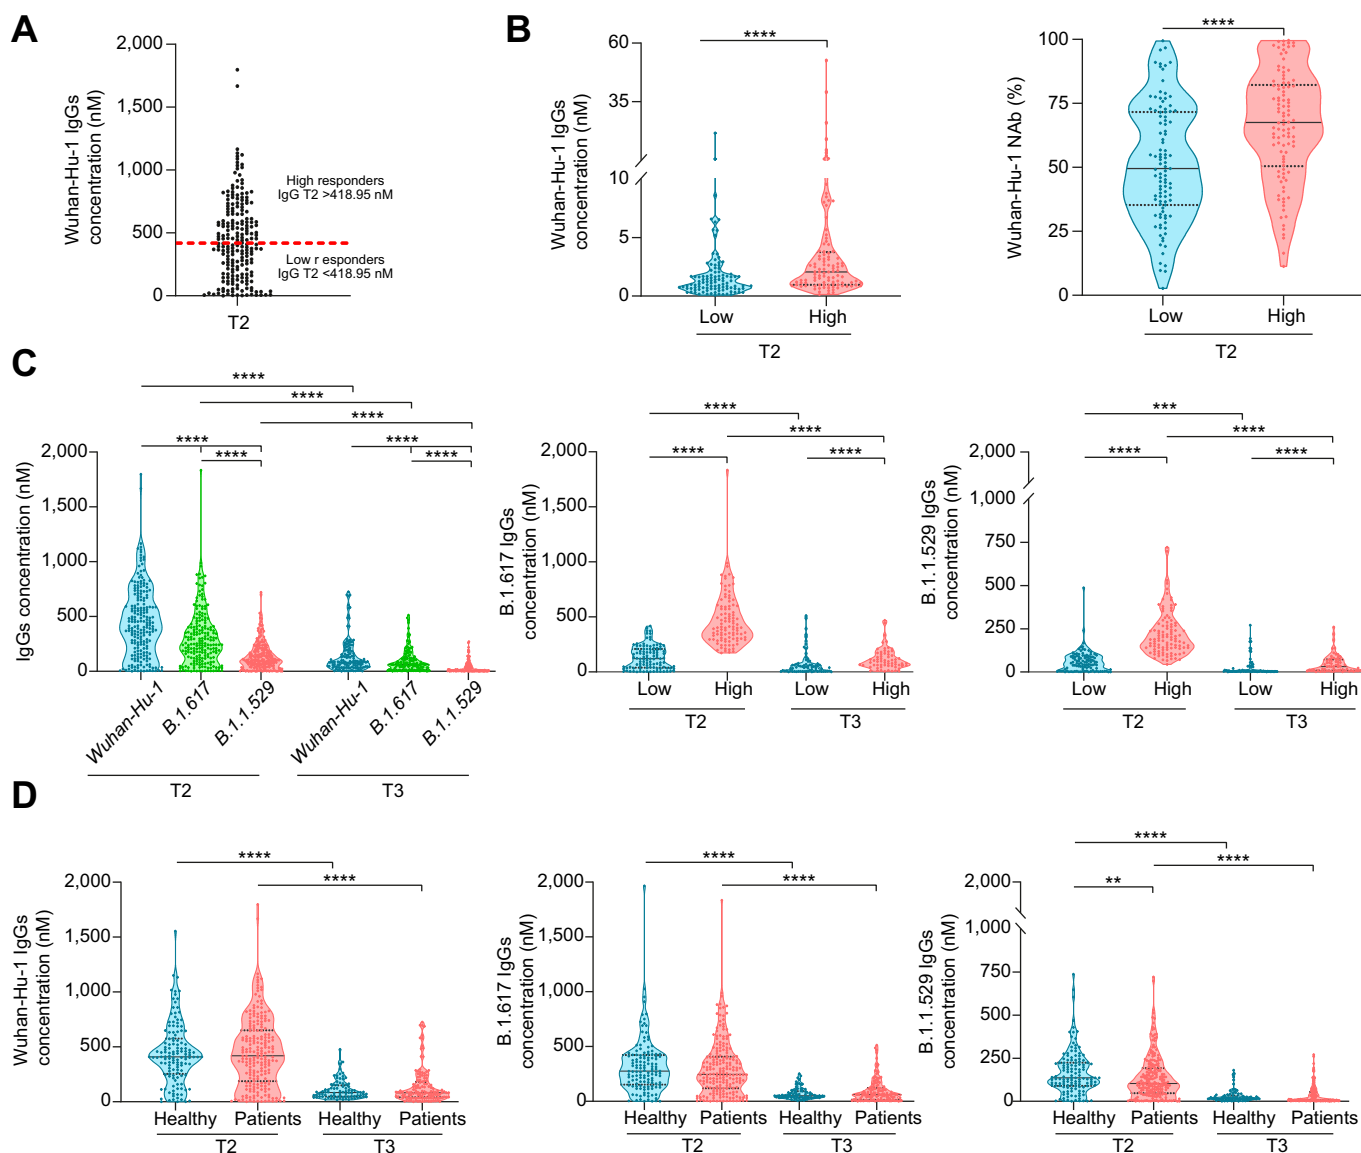 A
Wuhan-Hu-1 IgGs
concentration (nM)
2,000
1,500
1,000
500
0
High responders
IgG T2 >418.95 nM
Low r esponders
IgG T2 <418.95 nM
T2
B
Wuhan-Hu-1 IgGs
concentration (nM)
60
35
10
5
0
****
Low
High
T2
Wuhan-Hu-1 NAb (%)
100
75
50
25
0
****
Low
High
T2
C
IgGs concentration (nM)
2,000
1,500
1,000
500
0
****
****
****
**** ****
**** ****
Wuhan-Hu-1
B.1.617
B.1.1.529
Wuhan-Hu-1
B.1.617
B.1.1.529
T2
T3
B.1.617 IgGs
concentration (nM)
2,000
1,500
1,000
500
0
****
****
**** ****
Low High Low High
T2 T3
B.1.1.529 IgGs
concentration (nM)
2,000
1,000
750
500
250
0
***
****
**** ****
Low High Low High
T2 T3
D
Wuhan-Hu-1 IgGs
concentration (nM)
2,000
1,500
1,000
500
0
****
****
Healthy Patients Healthy Patients
T2 T3
B.1.617 IgGs
concentration (nM)
2,000
1,500
1,000
500
0
****
****
Healthy Patients Healthy Patients
T2 T3
B.1.1.529 IgGs
concentration (nM)
2,000
1,000
750
500
250
0
****
****
**
Healthy Patients Healthy Patients
T2 T3